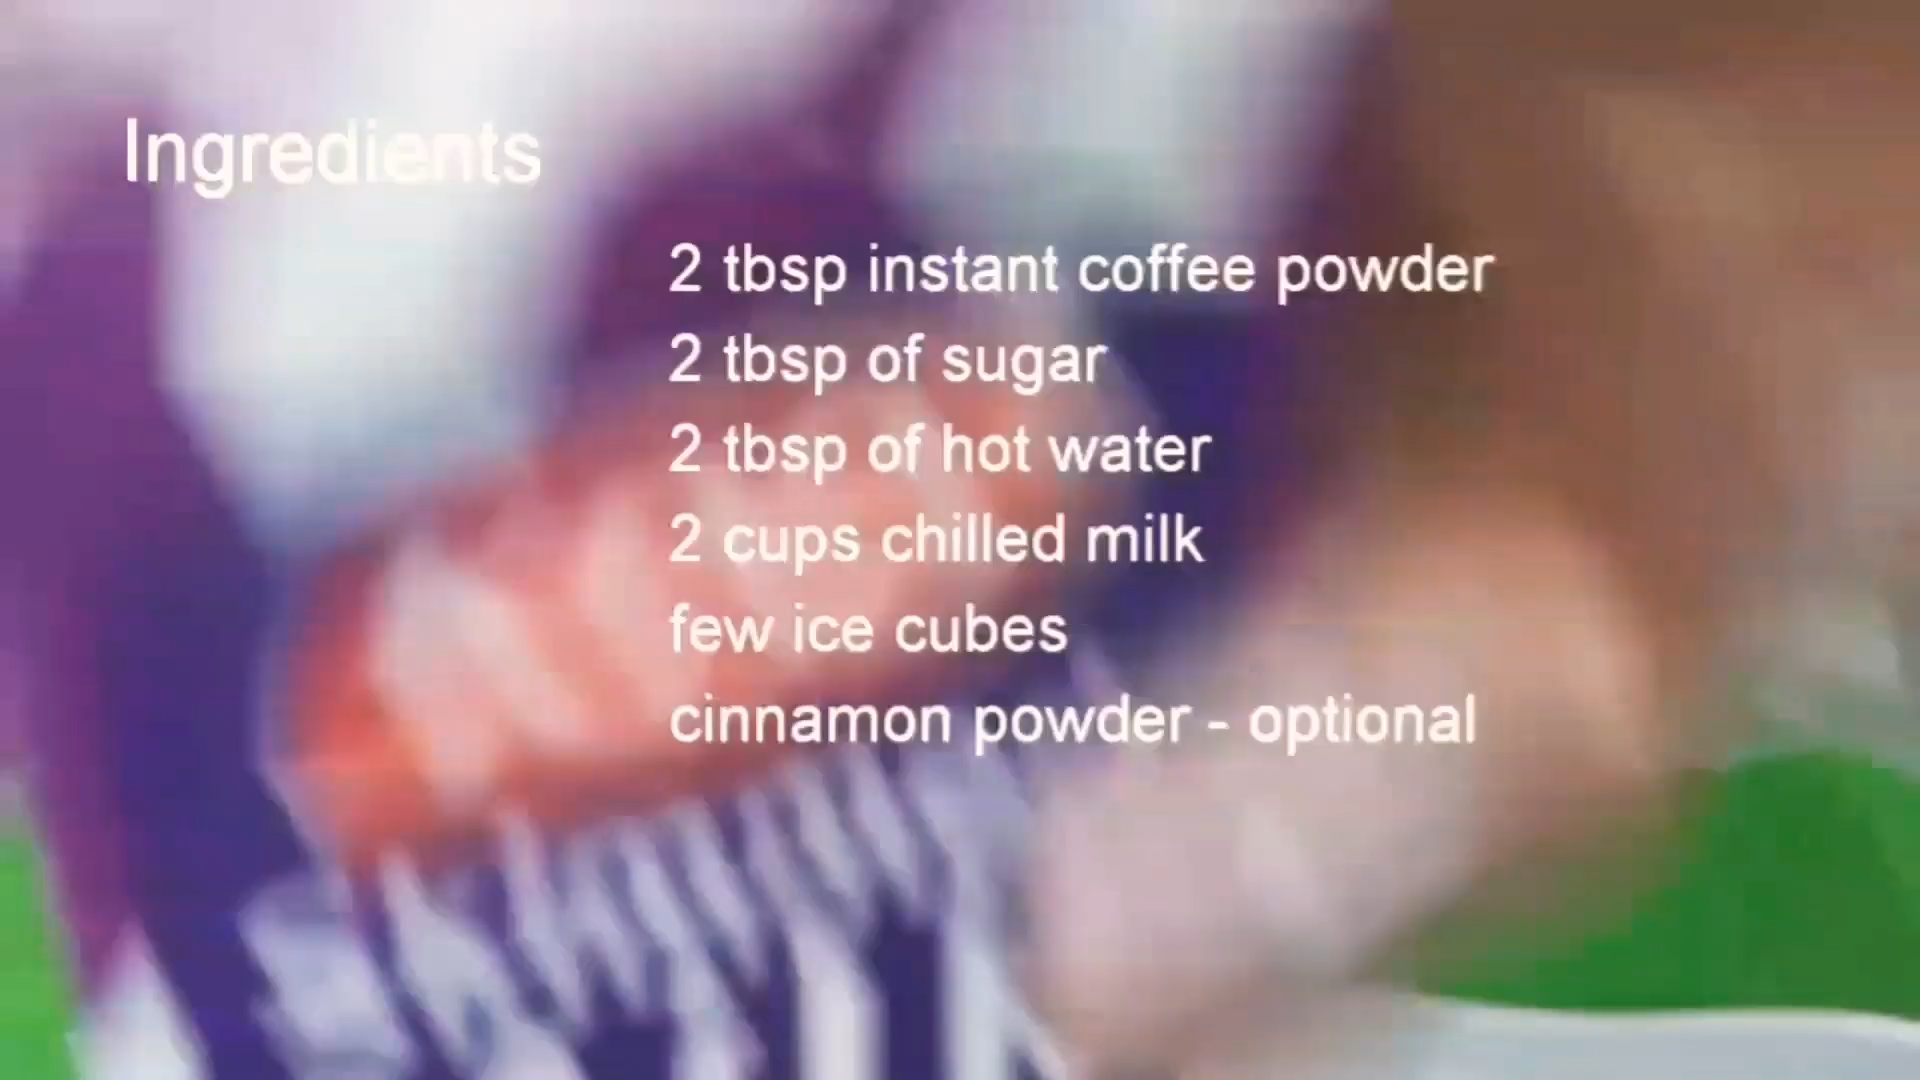 Ingredients
2 tbsp instant coffee powder
2 tbsp of sugar
2 tbsp of hot water
2 cups chilled milk
few ice cubes
cinnamon powder - optional